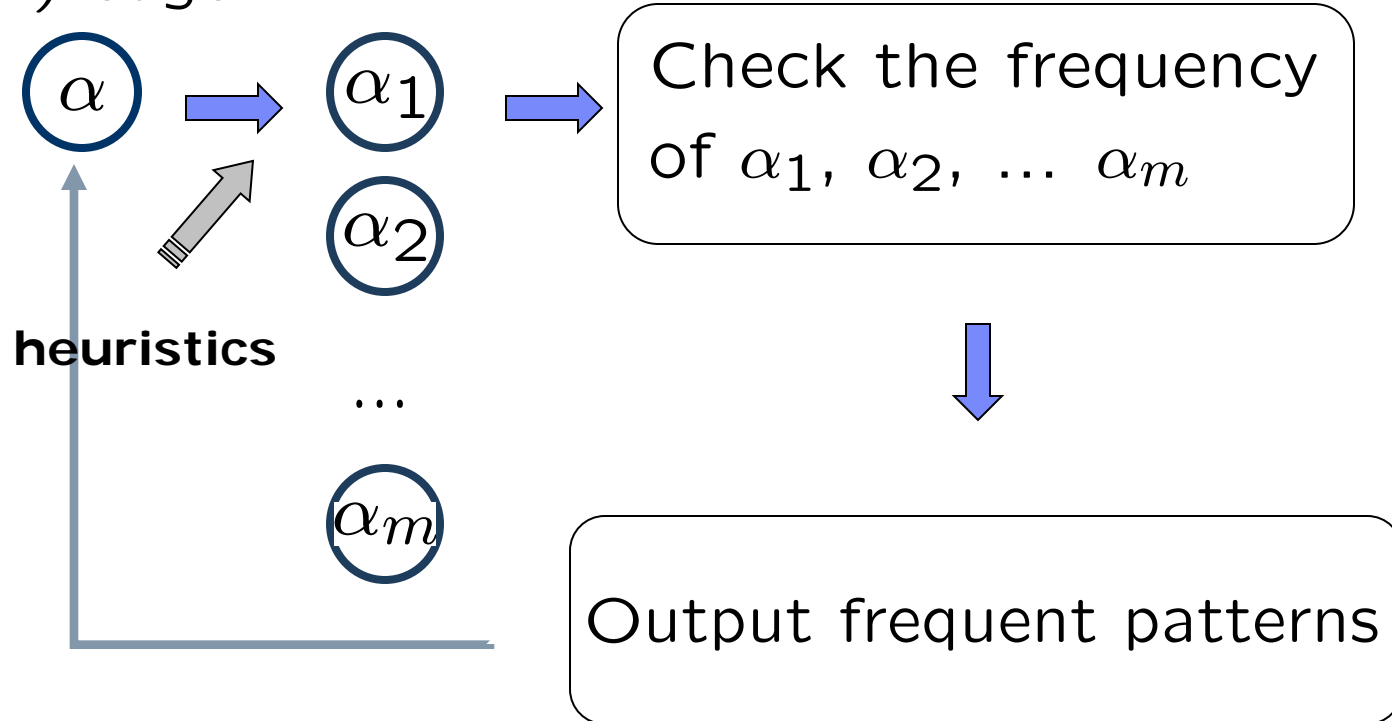 α
α1
Check the frequency
of α1, α2, ... αm
α2
heuristics
...
αm
Output frequent patterns